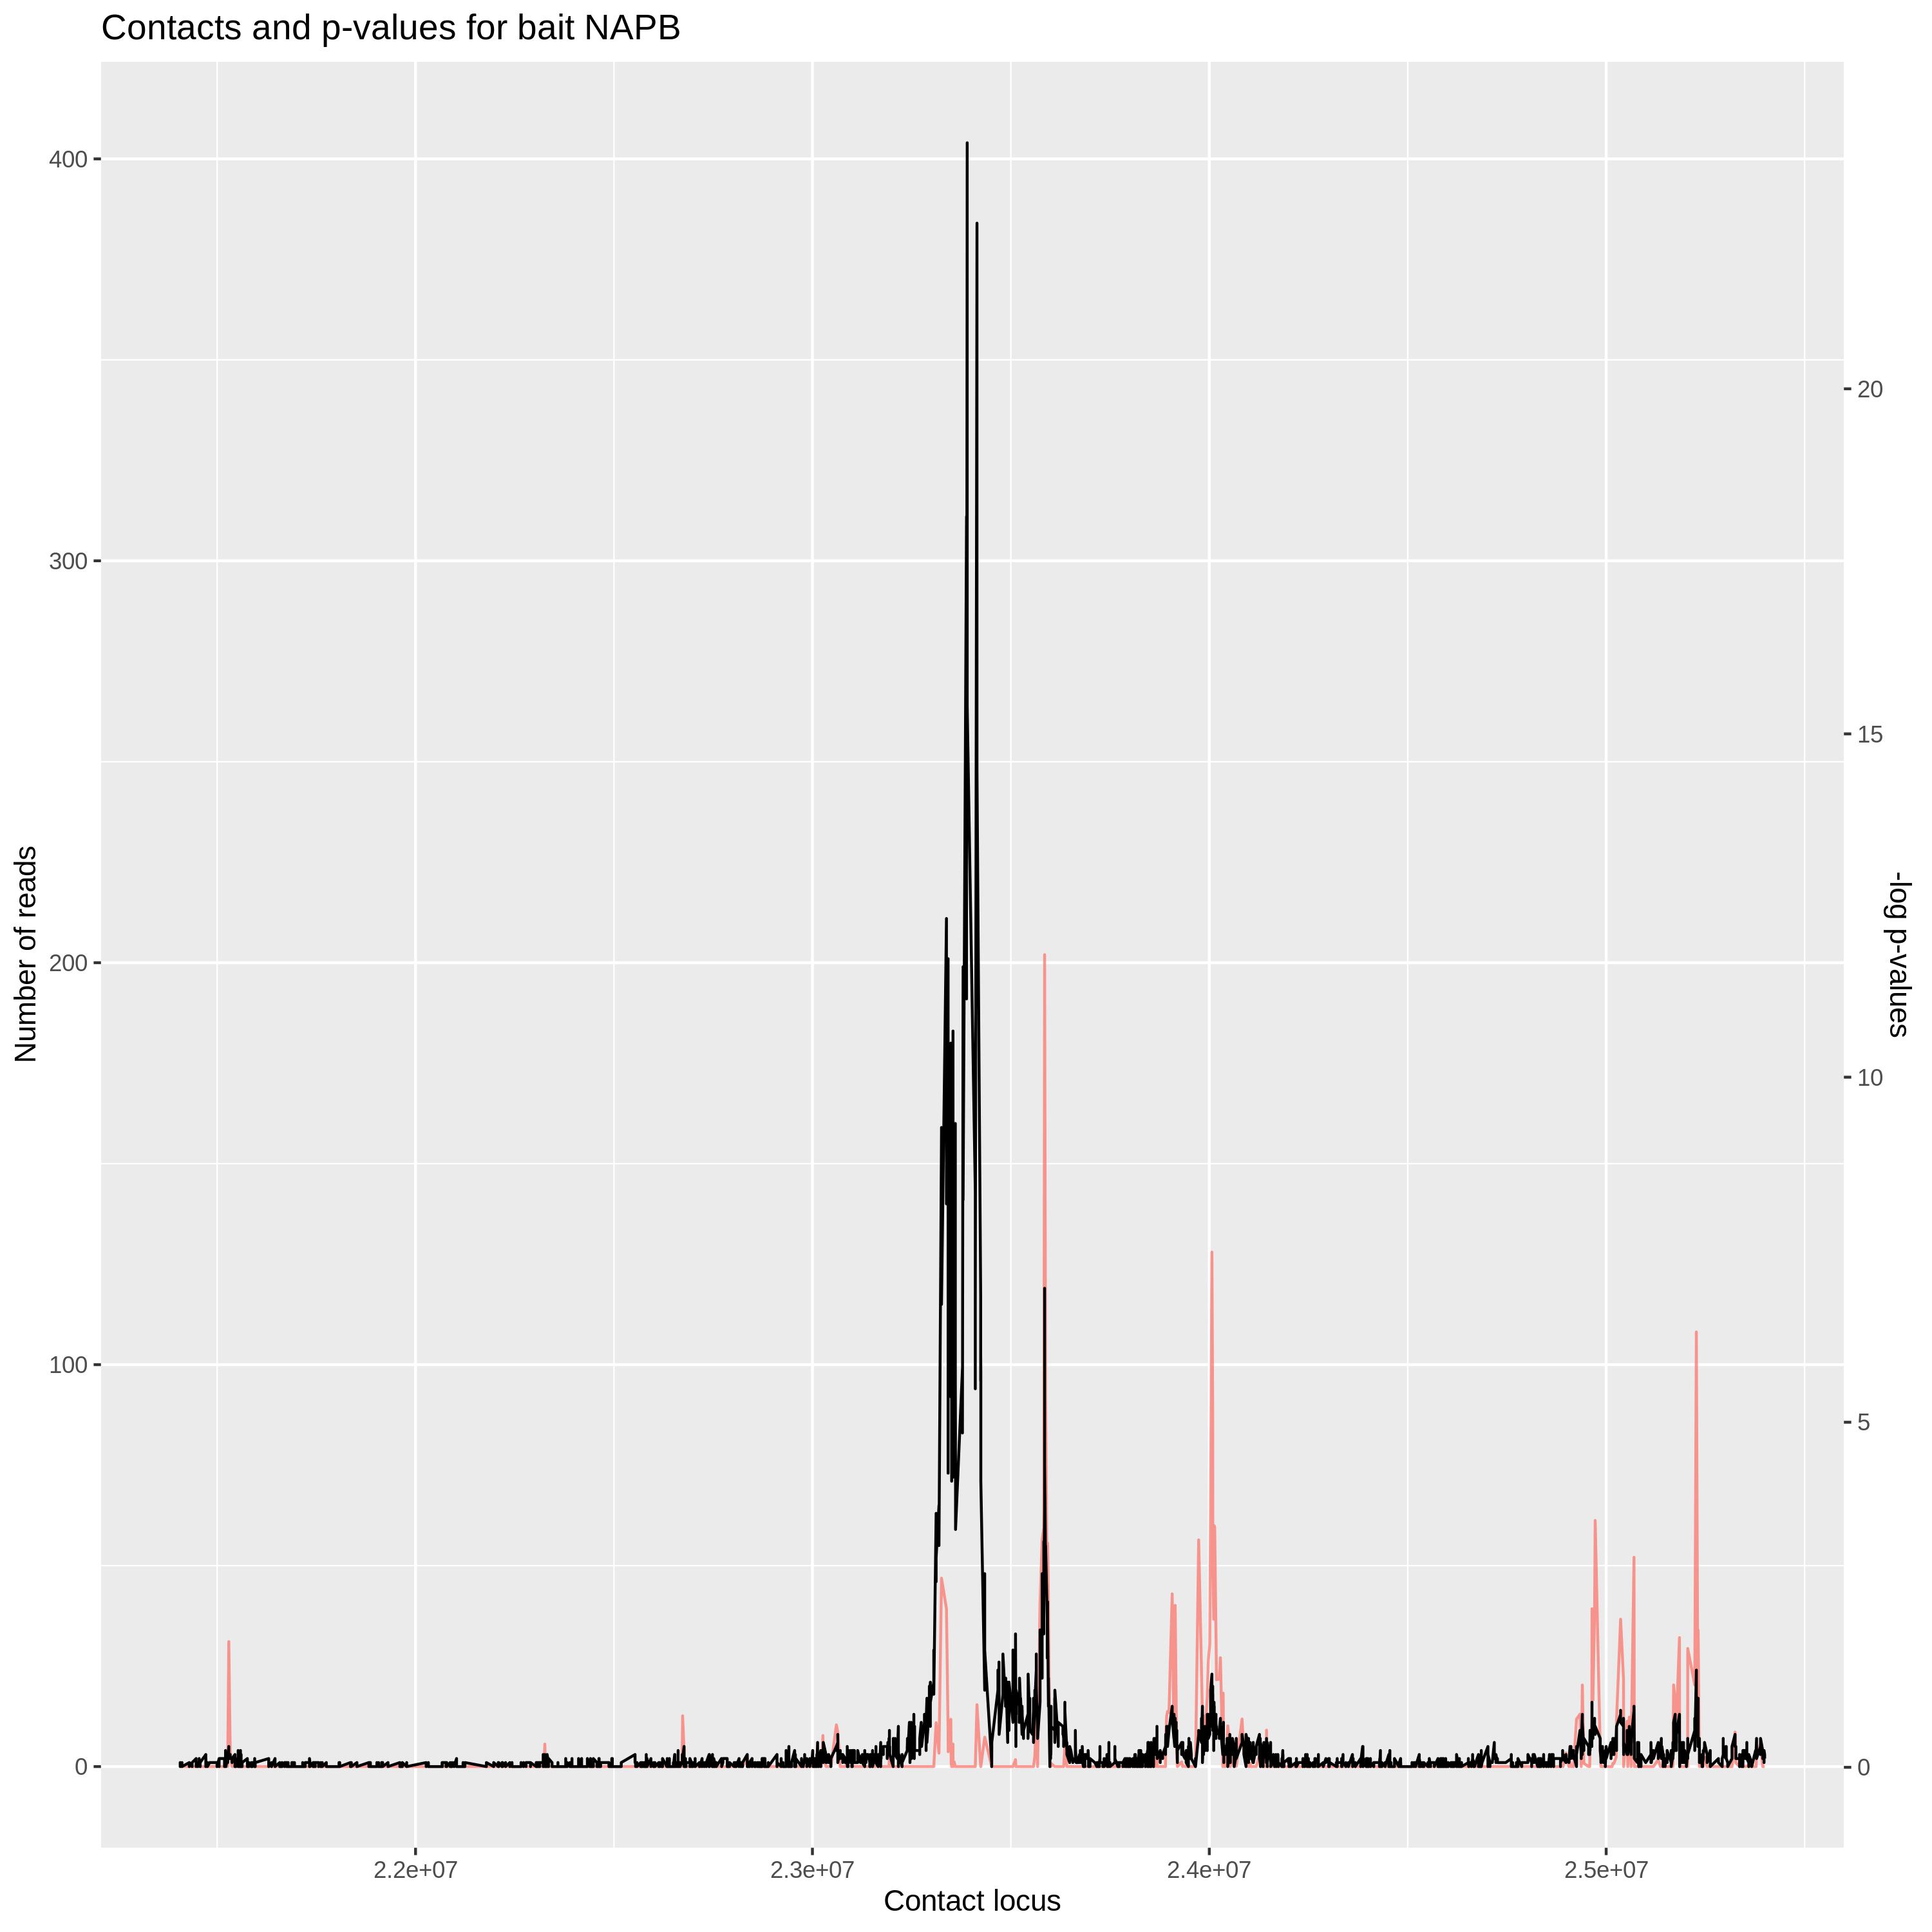 Contacts and p-values for bait NAPB
400
300
200
100
0
Number of reads
20
15
10
5
0
-log p-values
2.2e+07
2.3e+07
2.4e+07
2.5e+07
Contact locus